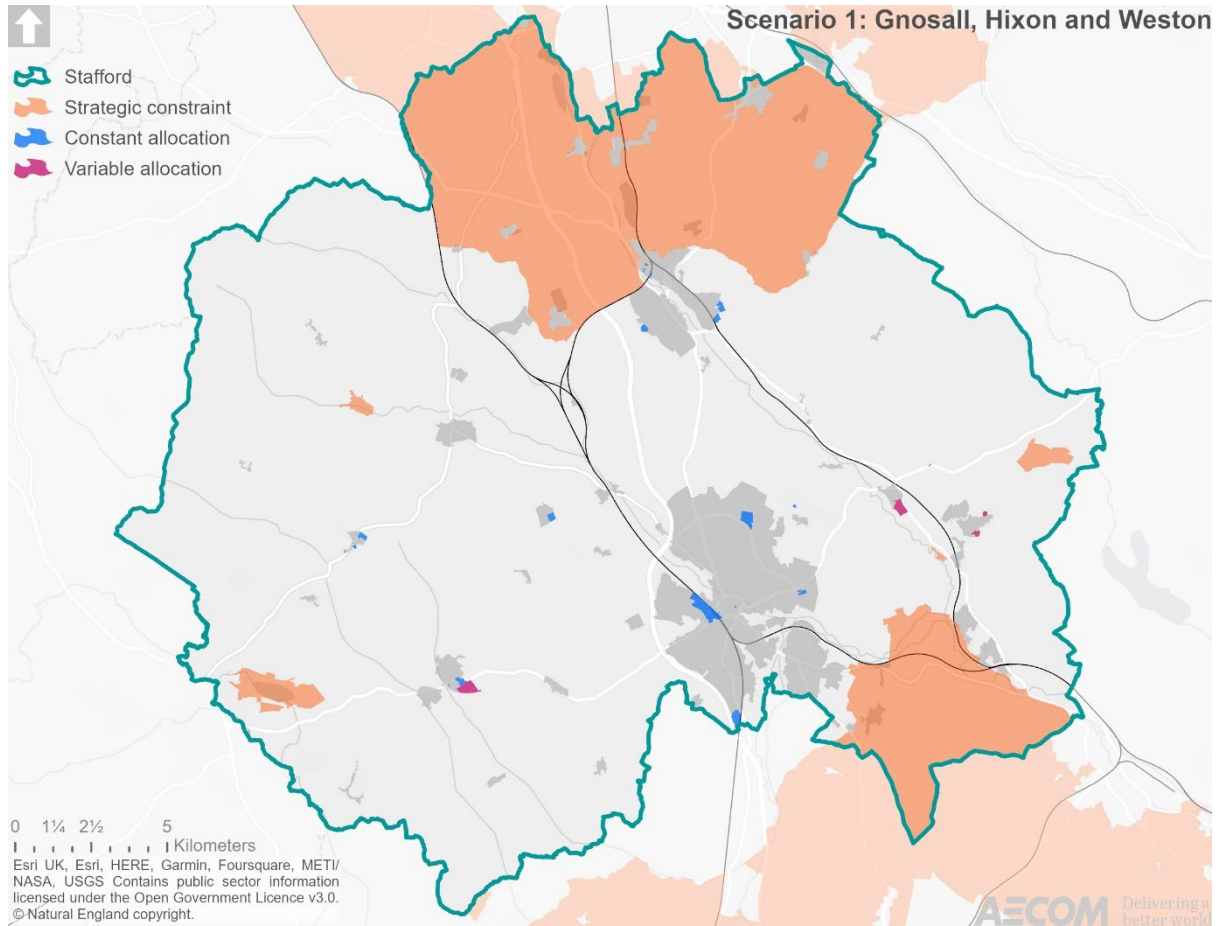 Scenario 1: Gnosall, Hixon and Weston
Stafford
Strategic constraint
Constant allocation
Variable allocation
0 1¼ 2½ 5
Kilometers
Esri UK, Esri, HERE, Garmin, Foursquare, METI/
NASA, USGS Contains public sector information
licensed under the Open Government Licence v3.0.
© Natural England copyright.
AECOM Delivering a
better world